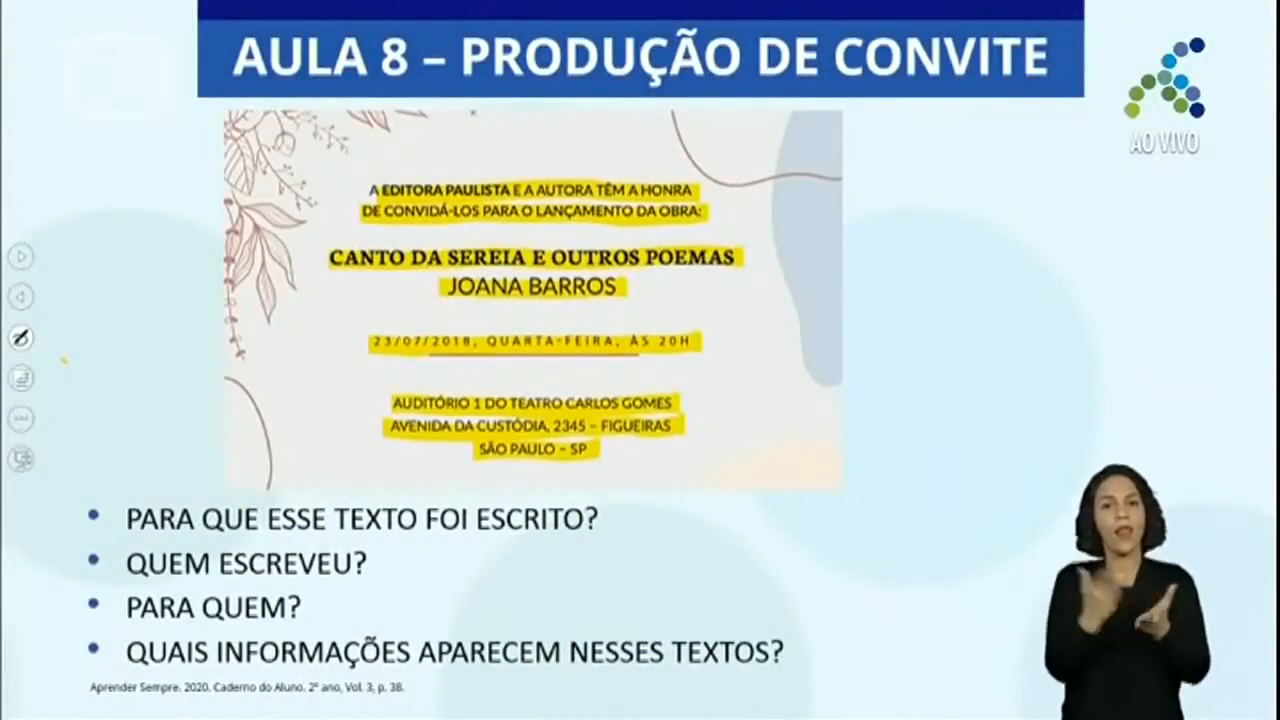 AULA 8 – PRODUÇÃO DE CONVITE
AO VIVO
A EDITORA PAULISTA E A AUTORA TÊM A HONRA
DE CONVIDÁ-LOS PARA O LANÇAMENTO DA OBRA:
CANTO DA SEREIA E OUTROS POEMAS
JOANA BARROS
23/07/2018, QUARTA-FEIRA, ÀS 20H
AUDITÓRIO 1 DO TEATRO CARLOS GOMES
AVENIDA DA CUSTÓDIA, 2345 – FIGUEIRAS
SÃO PAULO – SP
• PARA QUE ESSE TEXTO FOI ESCRITO?
• QUEM ESCREVEU?
• PARA QUEM?
• QUAIS INFORMAÇÕES APARECEM NESSES TEXTOS?
Aprender Sempre. 2020. Caderno do Aluno. 2º ano, Vol. 3, p. 38.